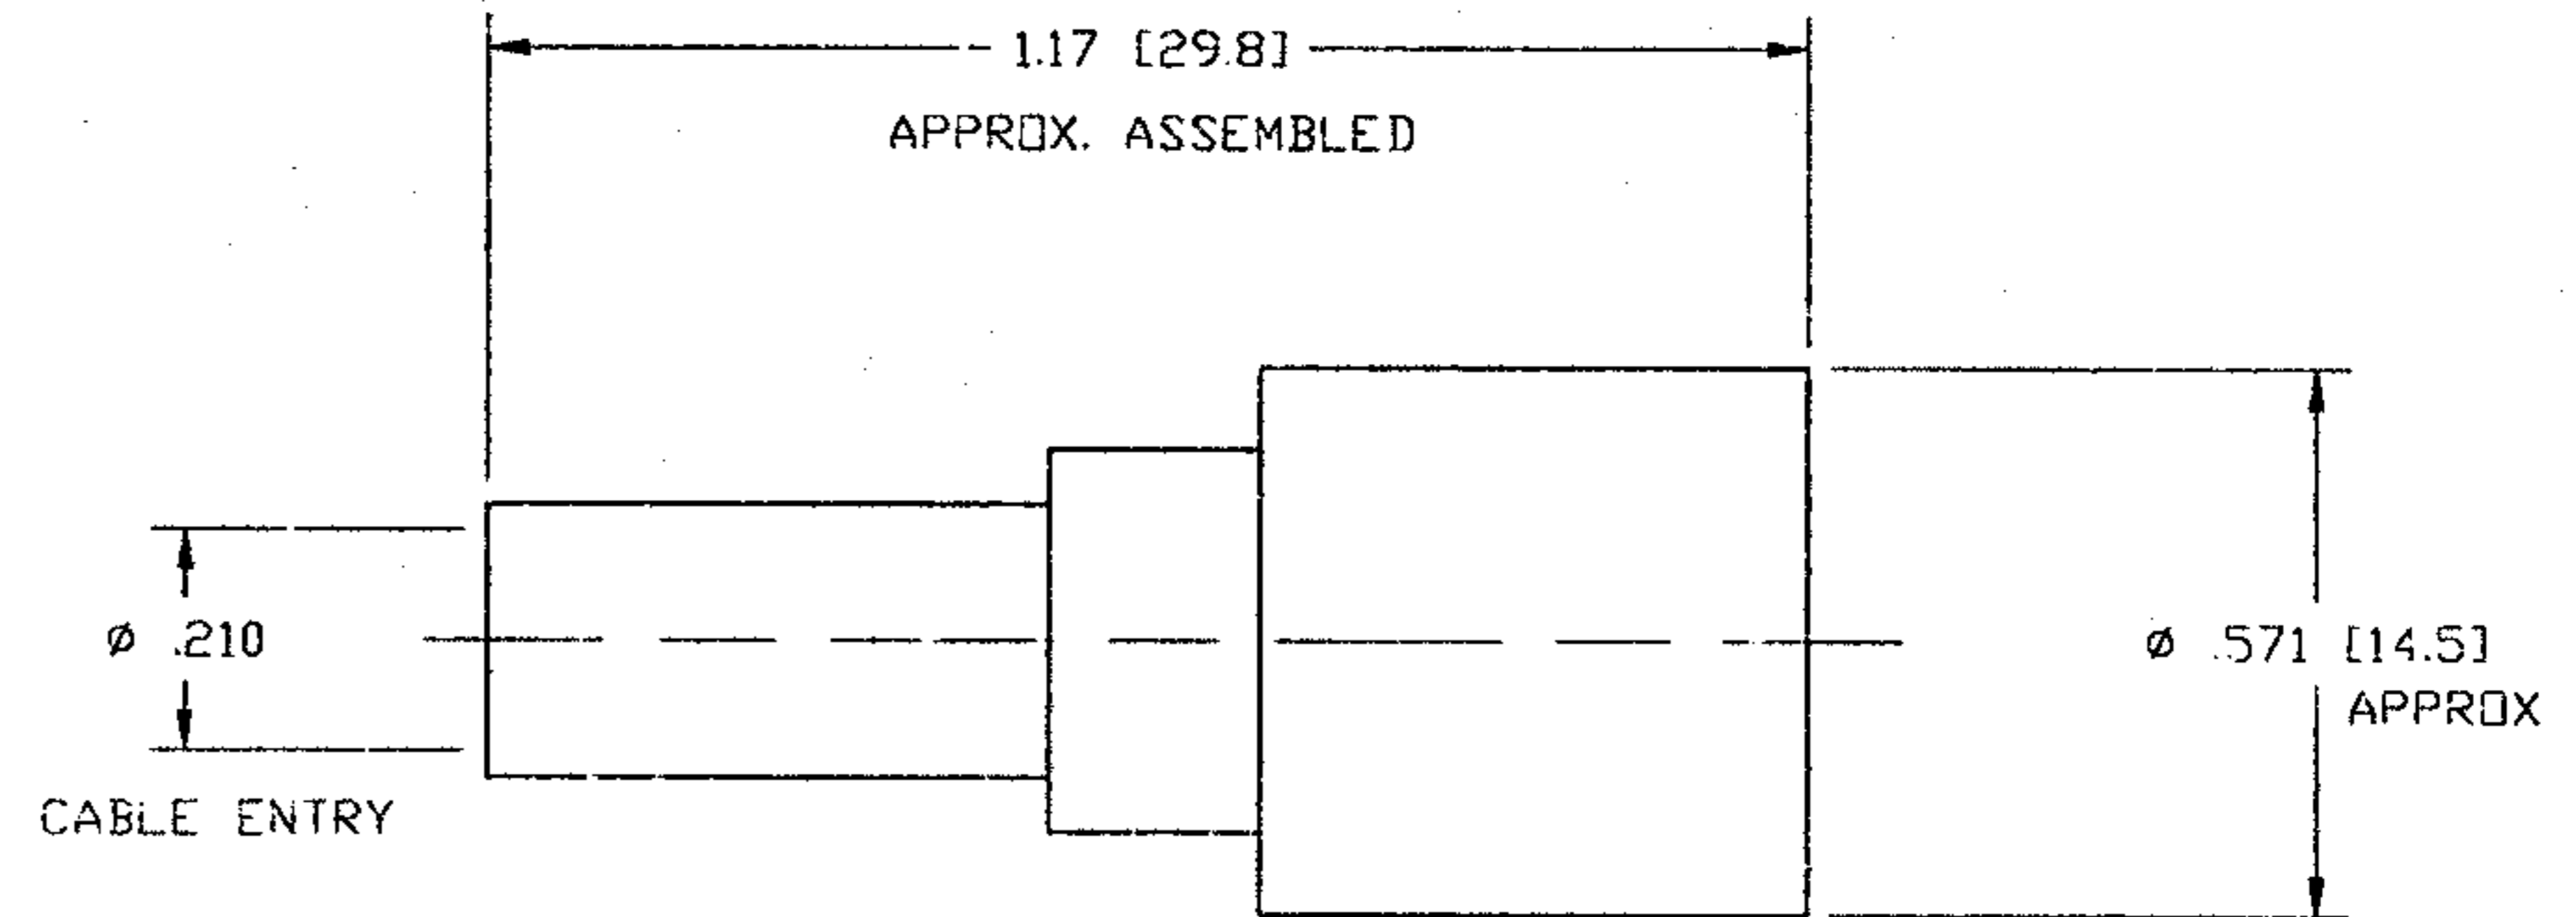 1.17 [29.8]
APPROX. ASSEMBLED
Ø .210
CABLE ENTRY
Ø .571 [14.5]
APPROX